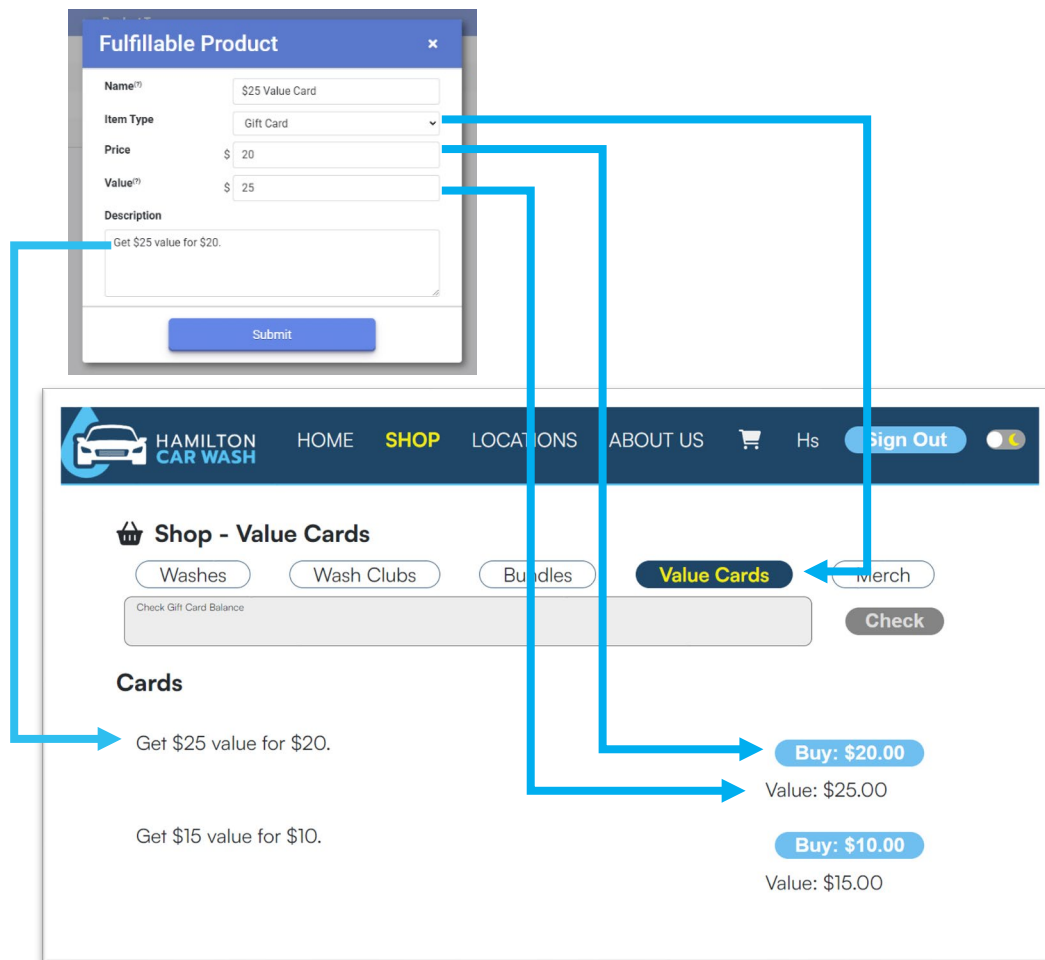 Fulfillable Product ×
Name(?) $25 Value Card
Item Type Gift Card
Price $ 20
Value(?) $ 25
Description
Get $25 value for $20.
Submit
HAMILTON
CAR WASH
HOME SHOP LOCATIONS ABOUT US Hs Sign Out
Shop - Value Cards
Washes Wash Clubs Bundles Value Cards Merch
Check Gift Card Balance
Check
Cards
Get $25 value for $20.
Buy: $20.00
Value: $25.00
Get $15 value for $10.
Buy: $10.00
Value: $15.00